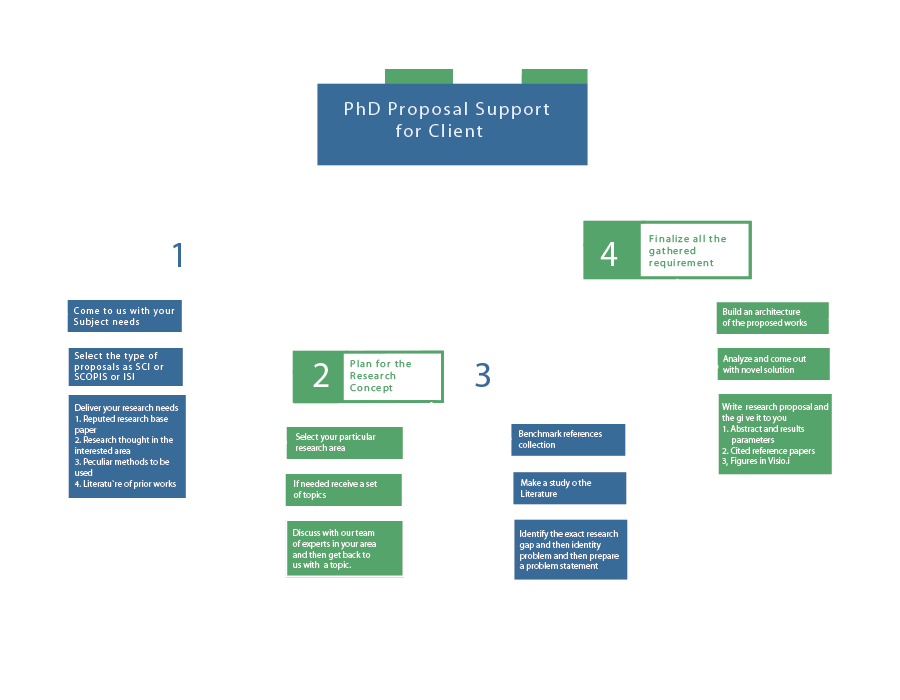 PhD Proposal Support
for Client
1
Come to us with your
Subject needs
Select the type of
proposals as SCI or
SCOPIS or ISI
Deliver your research needs
1. Reputed research base
paper
2. Research thought in the
interested area
3. Peculiar methods to be
used
4. Literatu`re of prior works
2
Plan for the
Research
Concept
Select your particular
research area
If needed receive a set
of topics
Discuss with our team
of experts in your area
and then get back to
us with a topic.
3
Benchmark references
collection
Make a study o the
Literature
Identify the exact research
gap and then identity
problem and then prepare
a problem statement
4
Finalize all the
gathered
requirement
Build an architecture
of the proposed works
Analyze and come out
with novel solution
Write research proposal and
the gi ve it to you
1. Abstract and results
parameters
2. Cited reference papers
3, Figures in Visio.i